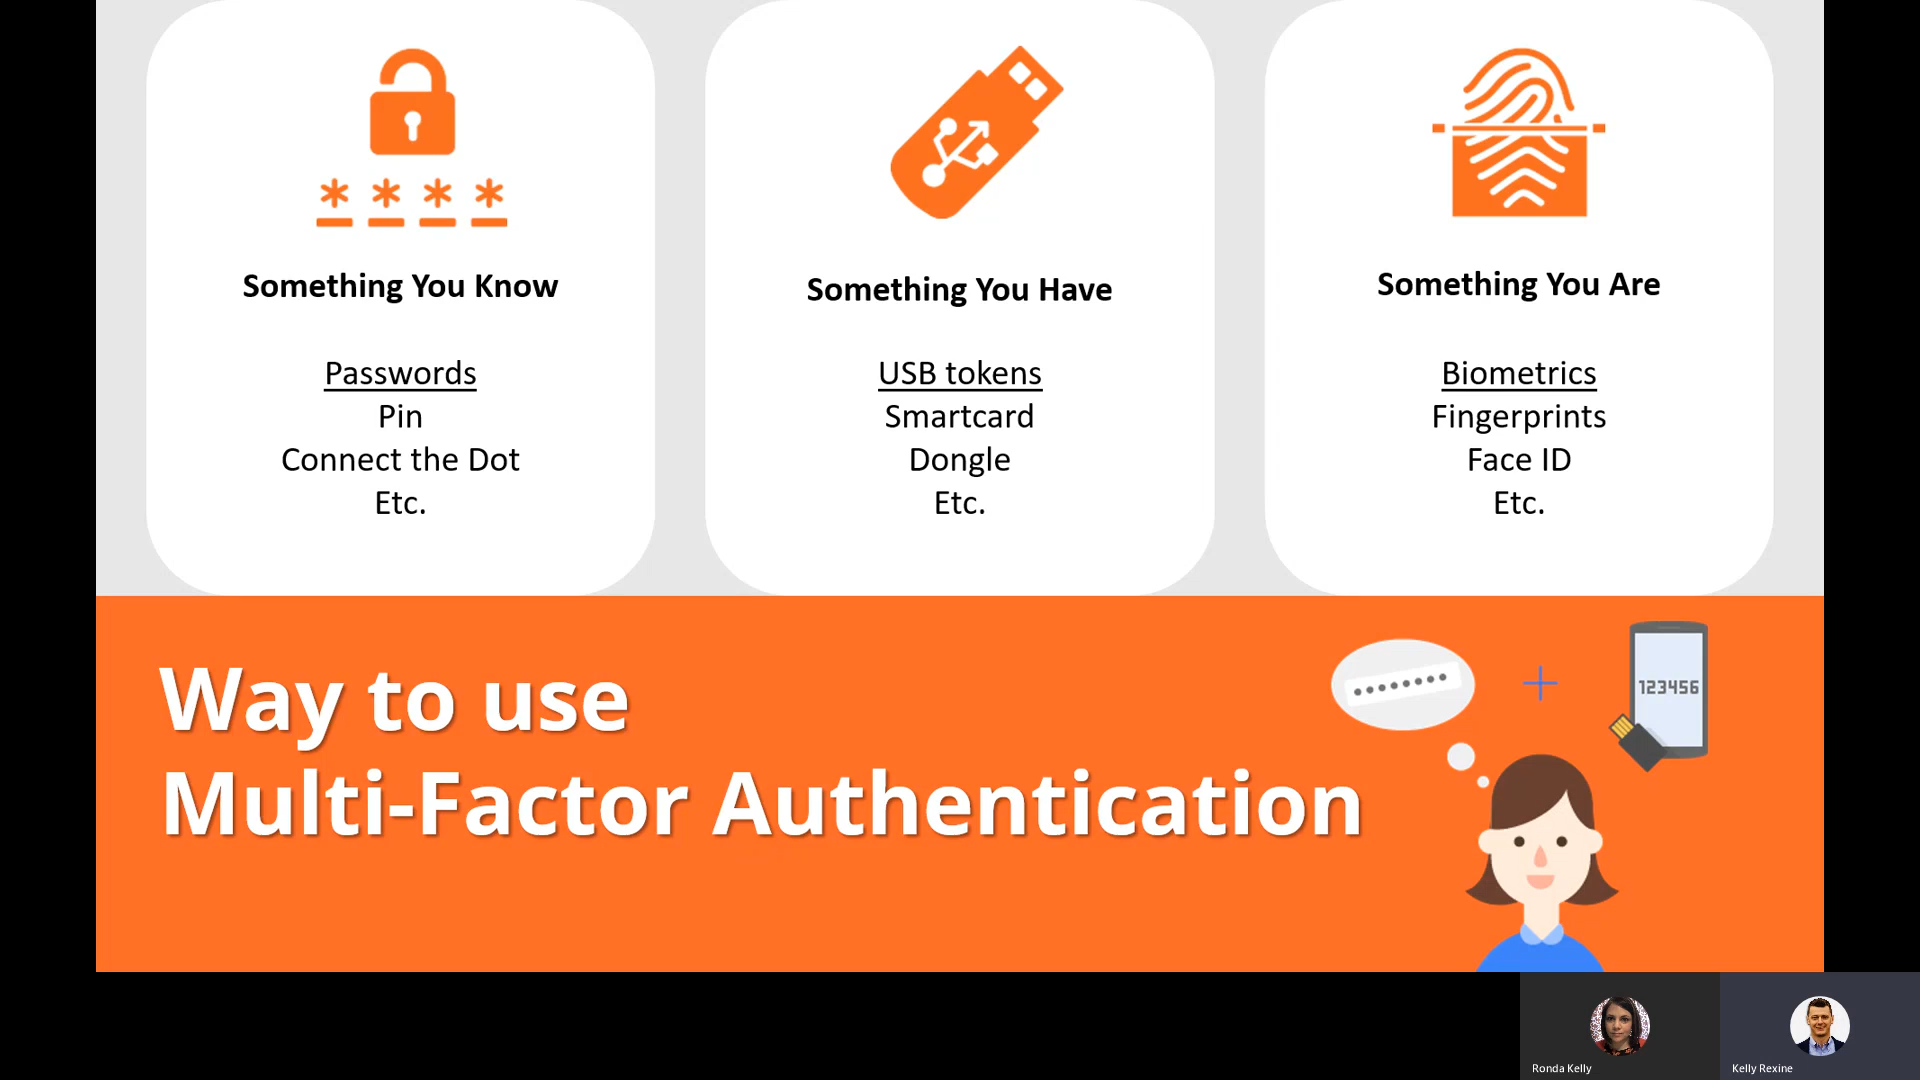 * * * *
Something You Know
Passwords
Pin
Connect the Dot
Etc.
Something You Have
USB tokens
Smartcard
Dongle
Etc.
Something You Are
Biometrics
Fingerprints
Face ID
Etc.
Way to use
Multi-Factor Authentication
123456
Ronda Kelly
Kelly Rexine